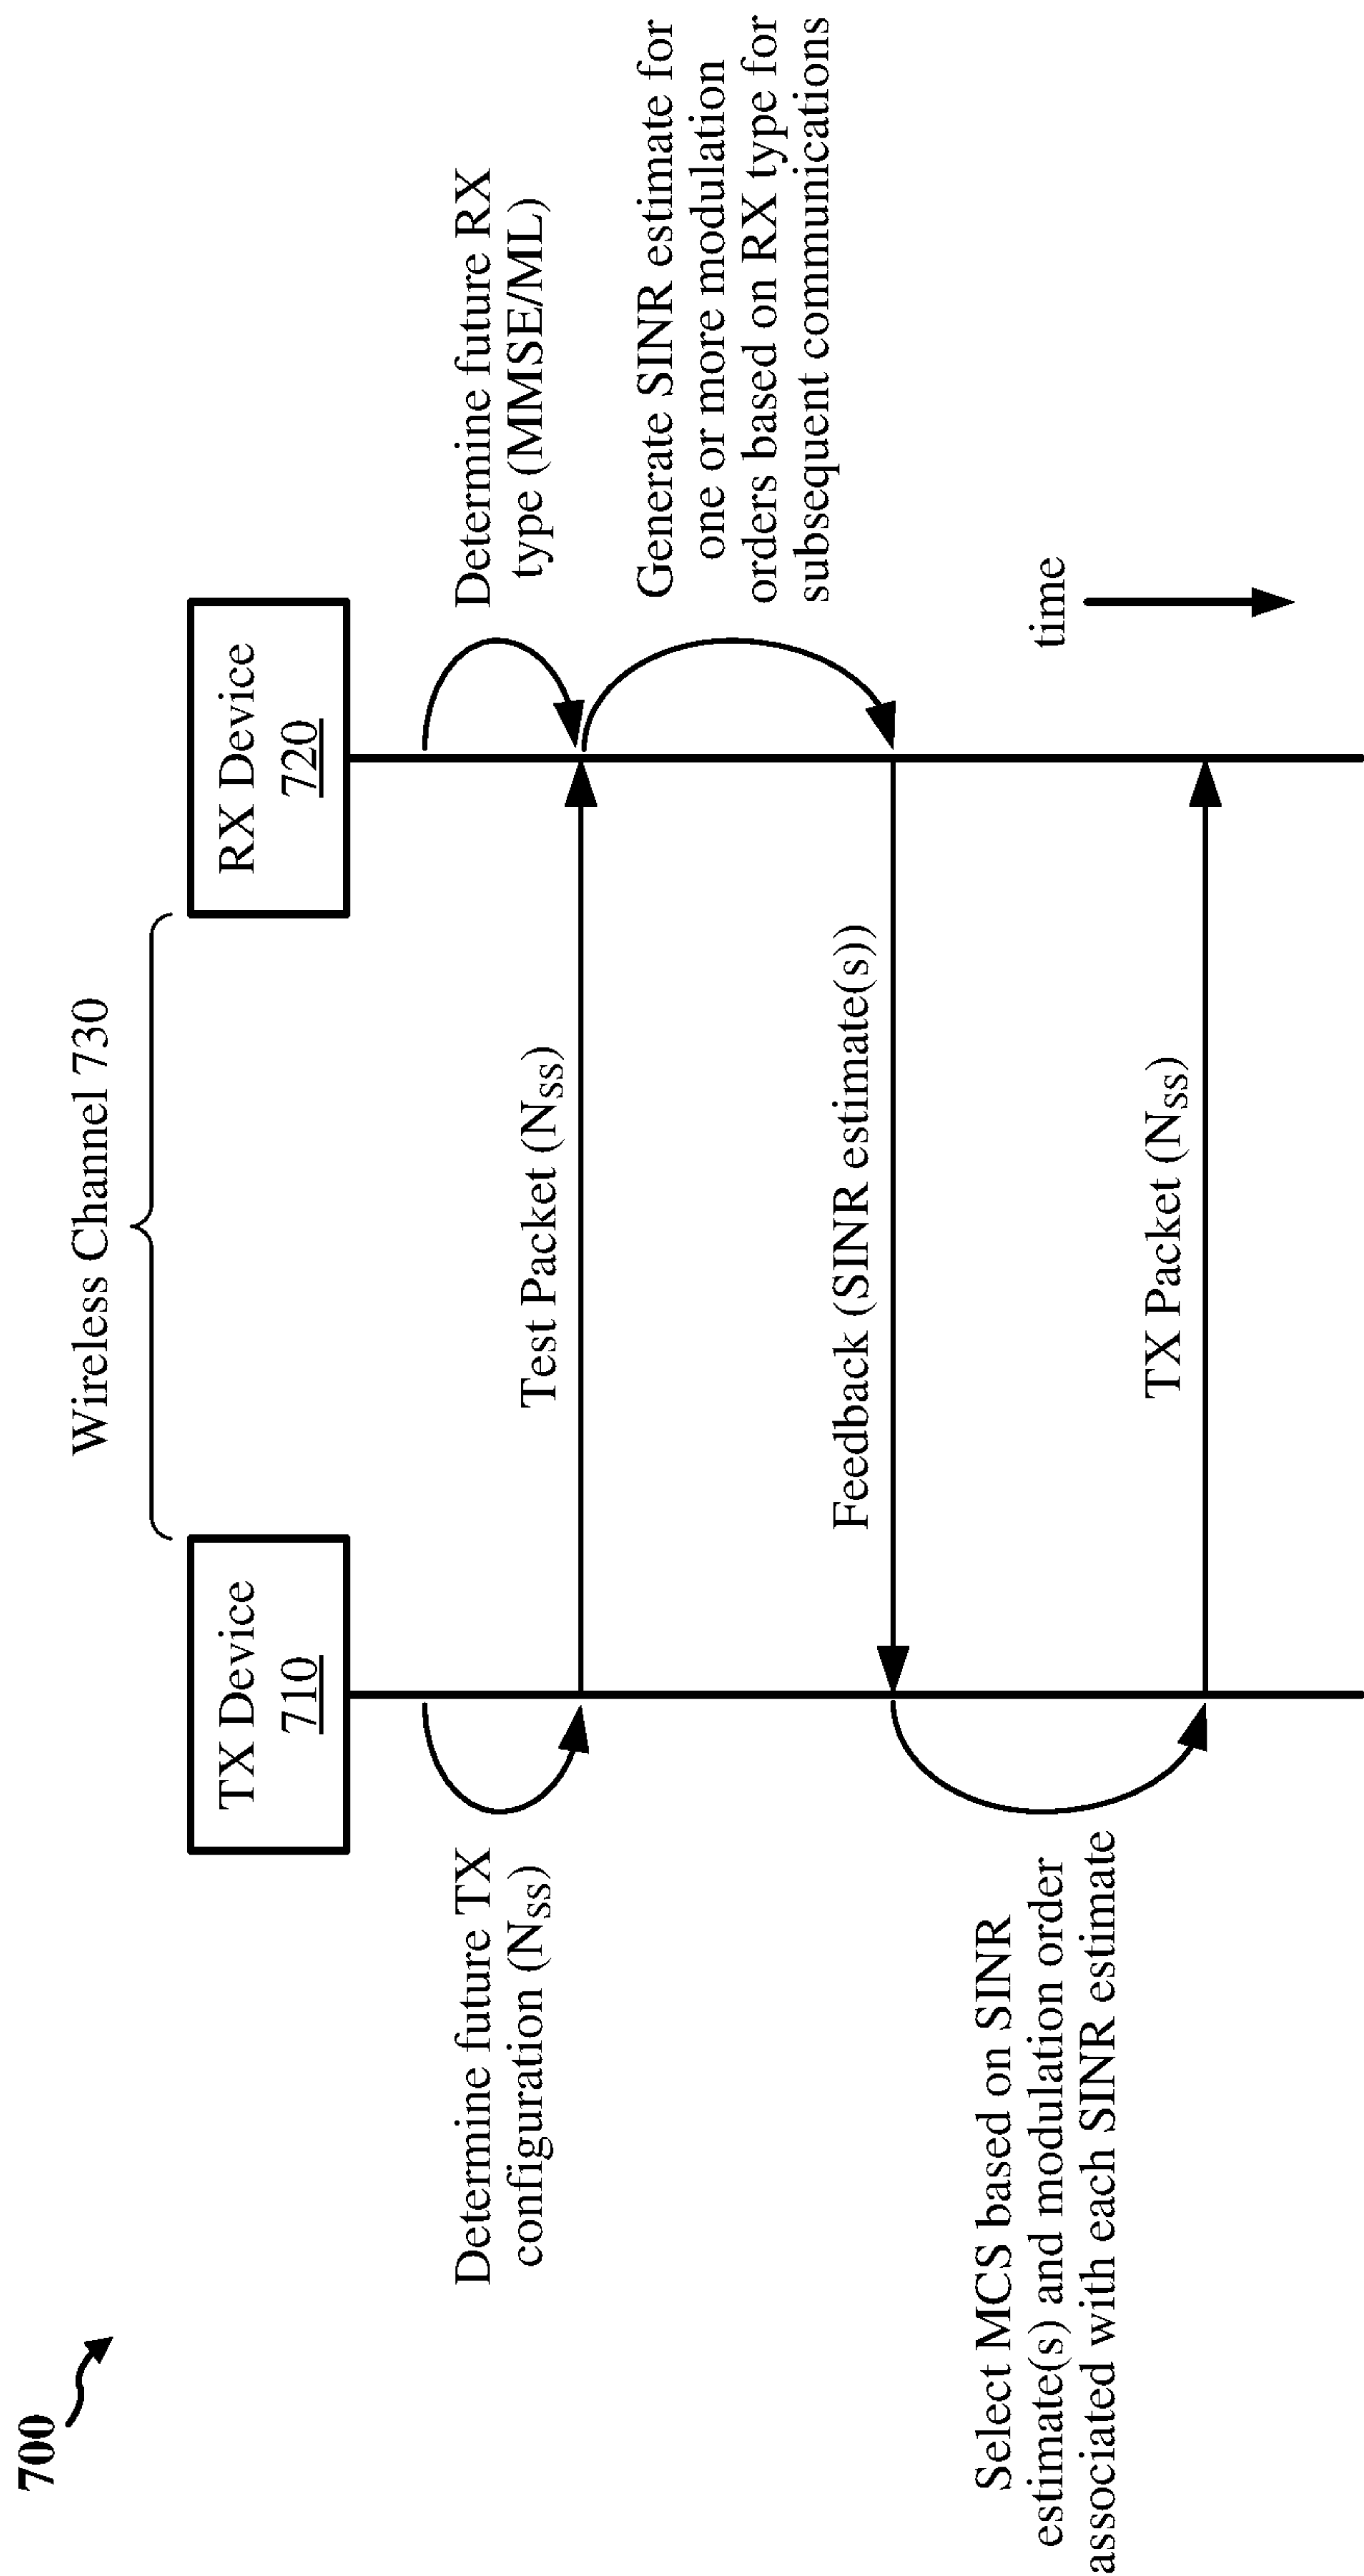 700
Wireless Channel 730
TX Device
710
RX Device
720
Determine future TX
configuration (NSS)
Determine future RX
type (MMSE/ML)
Test Packet (NSS)
Generate SINR estimate for
one or more modulation
orders based on RX type for
subsequent communications
Feedback (SINR estimate(s))
Select MCS based on SINR
estimate(s) and modulation order
associated with each SINR estimate
time
TX Packet (NSS)